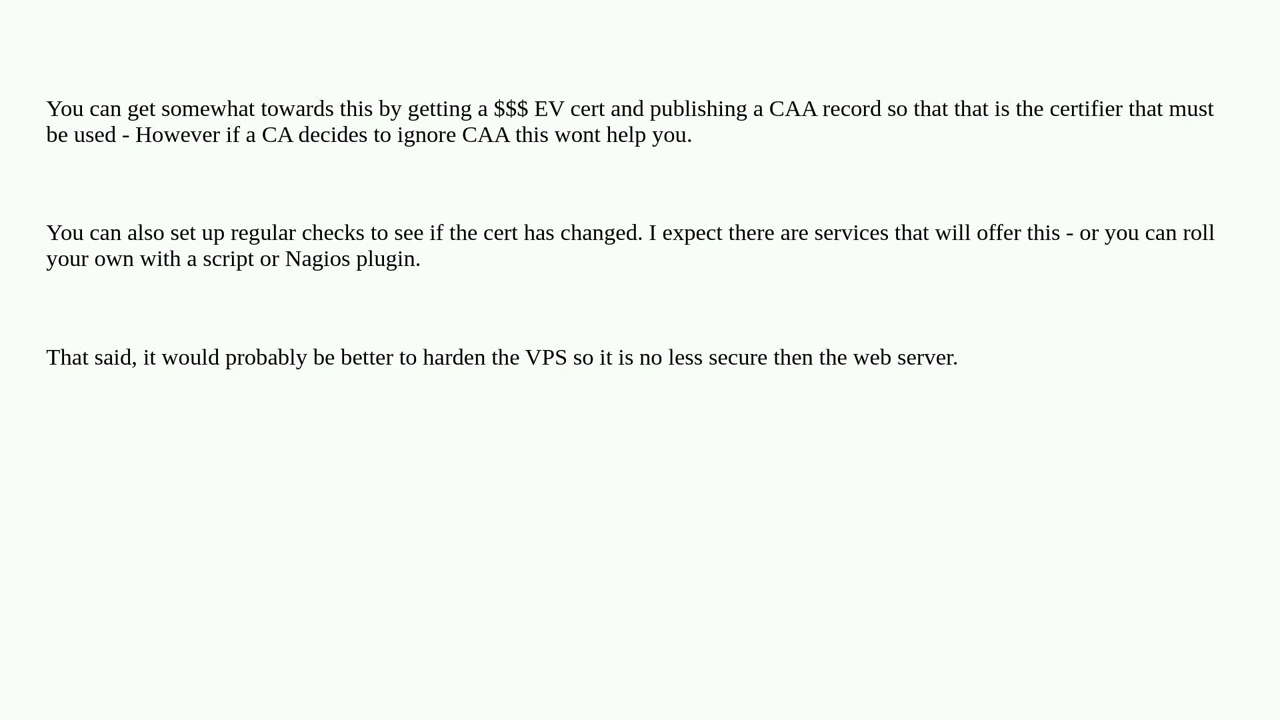 You can get somewhat towards this by getting a $$$ EV cert and publishing a CAA record so that that is the certifier that must
be used - However if a CA decides to ignore CAA this wont help you.
You can also set up regular checks to see if the cert has changed. I expect there are services that will offer this - or you can roll
your own with a script or Nagios plugin.
That said, it would probably be better to harden the VPS so it is no less secure then the web server.